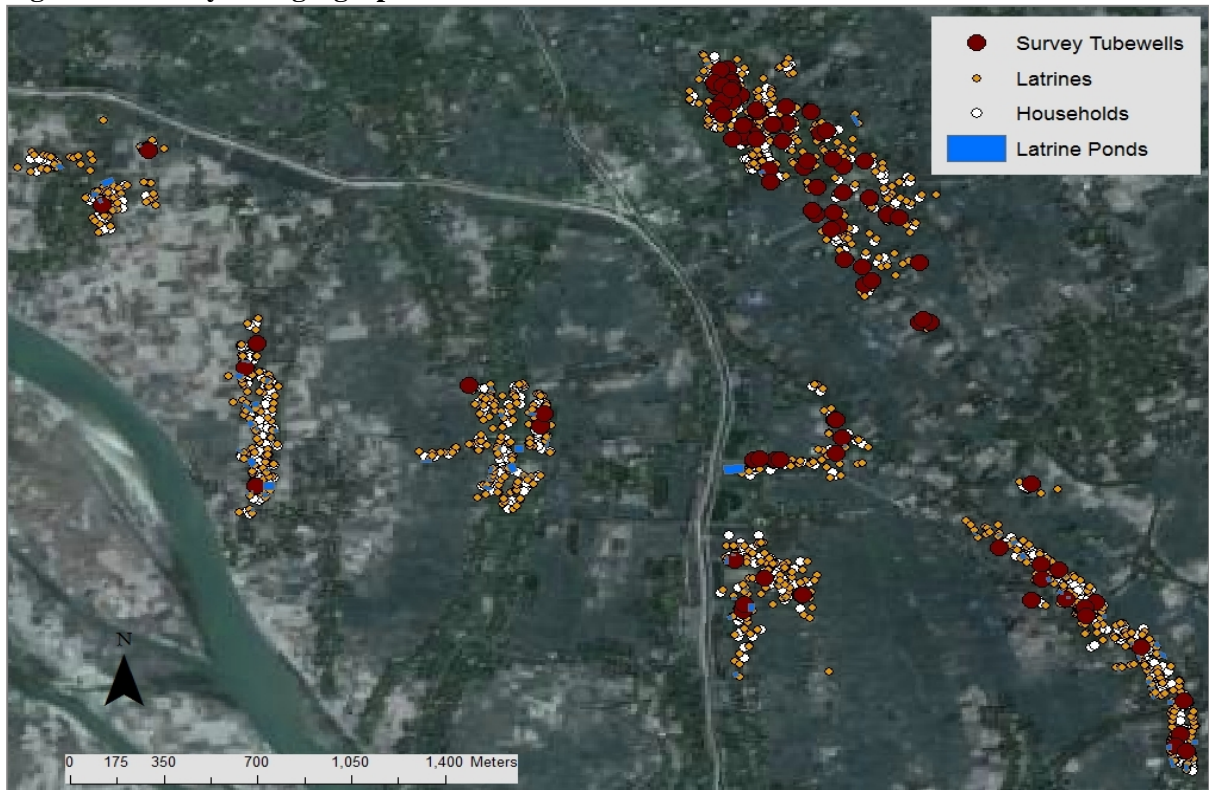 Survey Tubewells
Latrines
Households
Latrine Ponds
N
0 175 350 700 1,050 1,400 Meters